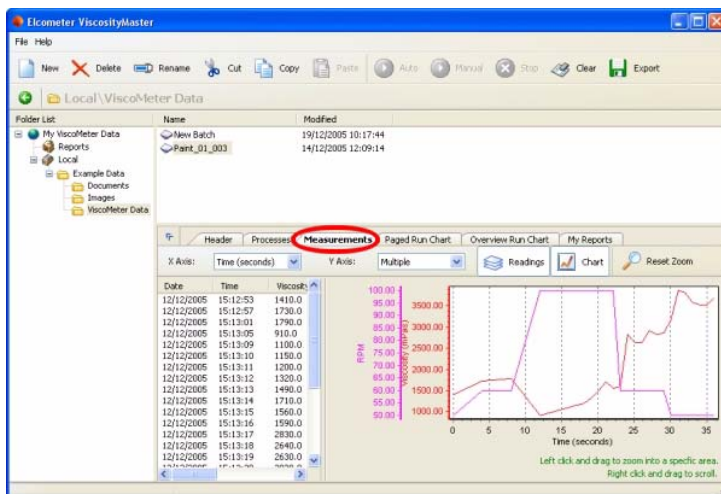 Elcometer ViscosityMaster
File Help
New Delete Rename Cut Copy Paste Auto Manual Stop Clear Export
Local\ViscoMeter Data
Folder List
My ViscoMeter Data
Reports
Local
Example Data
Documents
Images
ViscoMeter Data
Name Modified
New Batch 19/12/2005 10:17:44
Paint_01_003 14/12/2005 12:09:14
Header Processes Measurements Paged Run Chart Overview Run Chart My Reports
X Axis: Time (seconds) Y Axis: Multiple Readings Chart Reset Zoom
Date Time Viscosity
12/12/2005 15:12:53 1410.0
12/12/2005 15:12:57 1730.0
12/12/2005 15:13:01 1790.0
12/12/2005 15:13:05 910.0
12/12/2005 15:13:09 1100.0
12/12/2005 15:13:10 1150.0
12/12/2005 15:13:11 1200.0
12/12/2005 15:13:12 1320.0
12/12/2005 15:13:13 1490.0
12/12/2005 15:13:14 1710.0
12/12/2005 15:13:15 1560.0
12/12/2005 15:13:16 1590.0
12/12/2005 15:13:17 2830.0
12/12/2005 15:13:18 2640.0
12/12/2005 15:13:19 2630.0
RPM
100.00
95.00
90.00
85.00
80.00
75.00
70.00
65.00
60.00
55.00
50.00
Viscosity (mPas)
3500.00
3000.00
2500.00
2000.00
1500.00
1000.00
0 5 10 15 20 25 30 35
Time (seconds)
Left click and drag to zoom into a specfic area.
Right click and drag to scroll.